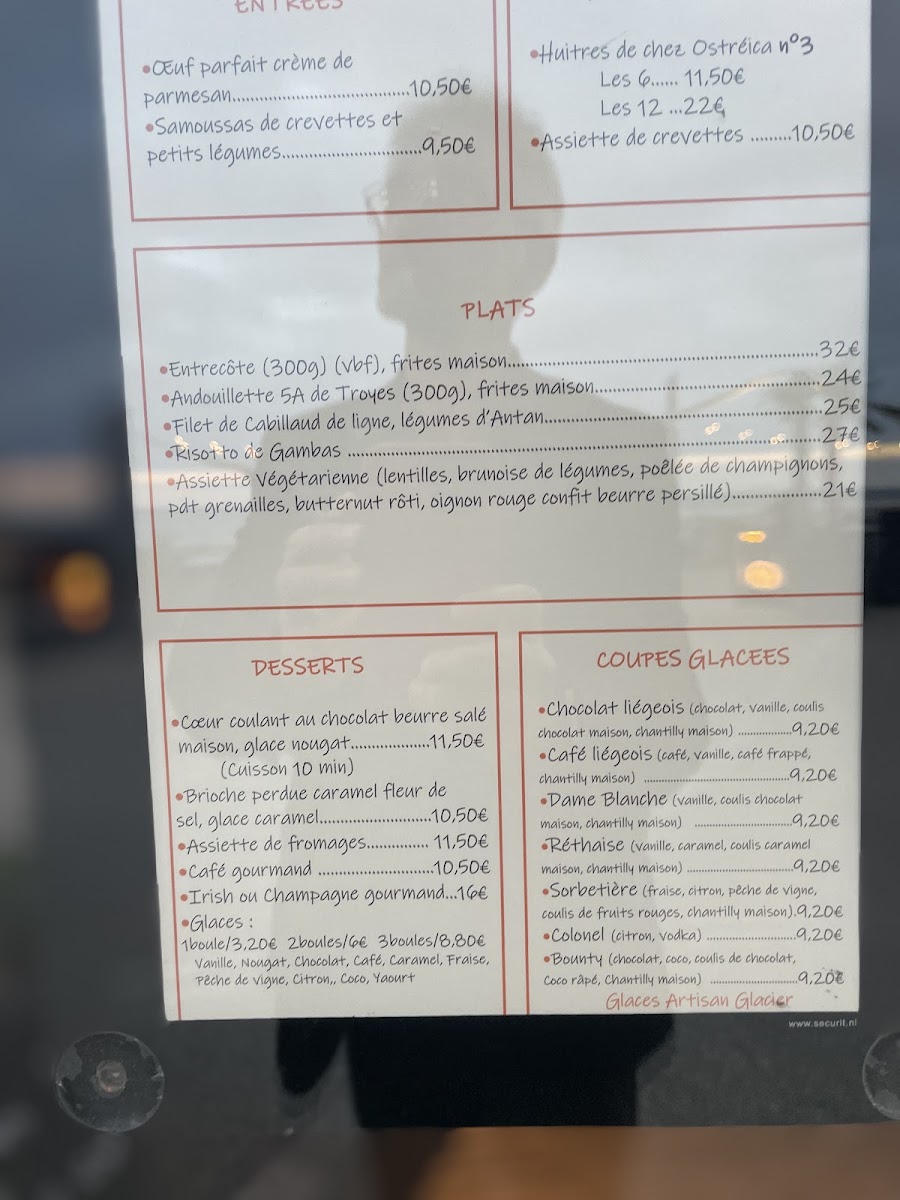 ENTREES
•Œuf parfait crème de
parmesan...................................10,50€
•Samoussas de crevettes et
petits légumes............................9,50€
•Huitres de chez Ostréica n°3
Les 6...... 11,50€
Les 12 ...22€
•Assiette de crevettes .........10,50€
PLATS
•Entrecôte (300g) (vbf), frites maison...............................................................32€
•Andouillette 5A de Troyes (300g), frites maison.............................................24€
•Filet de Cabillaud de ligne, légumes d'Antan.......................................................25€
•Risotto de Gambas ...............................................................................................27€
•Assiette Végétarienne (lentilles, brunoise de légumes, poêlée de champignons,
pdt grenailles, butternut rôti, oignon rouge confit beurre persillé)...................21€
DESSERTS
•Cœur coulant au chocolat beurre salé
maison, glace nougat...................11,50€
(Cuisson 10 min)
•Brioche perdue caramel fleur de
sel, glace caramel..........................10,50€
•Assiette de fromages............. 11,50€
•Café gourmand ..........................10,50€
•Irish ou Champagne gourmand...16€
•Glaces :
1boule/3,20€ 2boules/6€ 3boules/8,80€
Vanille, Nougat, Chocolat, Café, Caramel, Fraise,
Pêche de vigne, Citron,, Coco, Yaourt
COUPES GLACEES
•Chocolat liégeois (chocolat, vanille, coulis
chocolat maison, chantilly maison) .................9,20€
•Café liégeois (café, vanille, café frappé,
chantilly maison) ...............................................9,20€
•Dame Blanche (vanille, coulis chocolat
maison, chantilly maison) ................................9,20€
•Réthaise (vanille, caramel, coulis caramel
maison, chantilly maison) ..................................9,20€
•Sorbetière (fraise, citron, pêche de vigne,
coulis de fruits rouges, chantilly maison).9,20€
•Colonel (citron, vodka) .............................9,20€
•Bounty (chocolat, coco, coulis de chocolat,
Coco râpé, Chantilly maison) ............................9,20€
Glaces Artisan Glacier
www.securit.nl